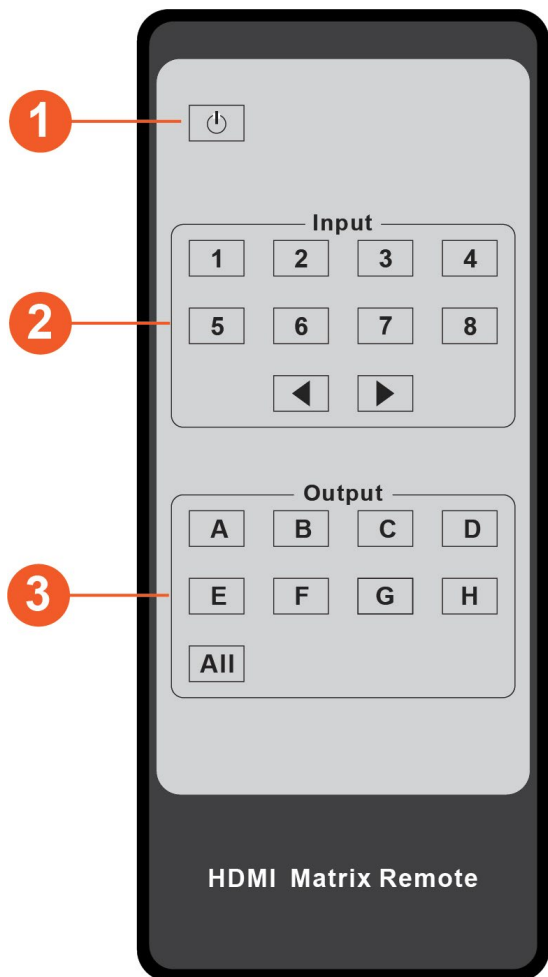 1
Input
1 2 3 4
2
5 6 7 8
Output
A B C D
3
E F G H
All
HDMI Matrix Remote